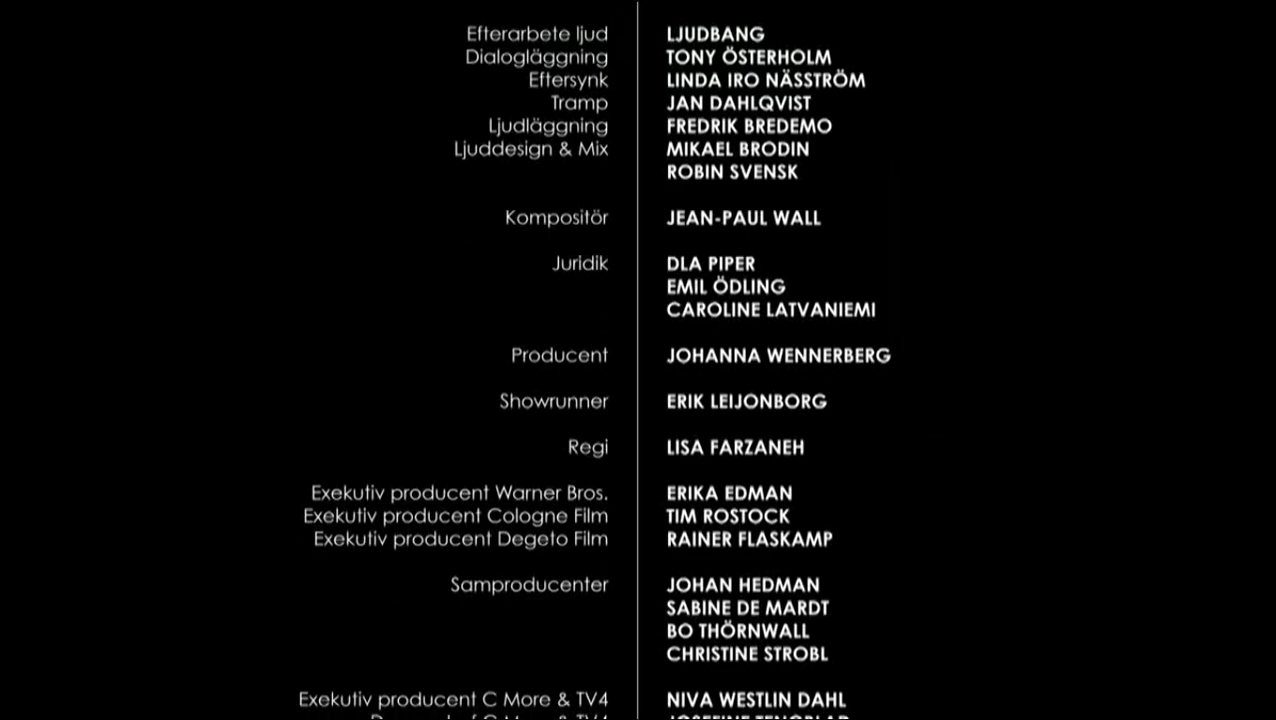 Efterarbete ljud LJUDBANG
Dialogläggning TONY ÖSTERHOLM
Eftersynk LINDA IRO NÄSSTRÖM
Tramp JAN DAHLQVIST
Ljudläggning FREDRIK BREDEMO
Ljuddesign & Mix MIKAEL BRODIN
ROBIN SVENSK
Kompositör JEAN-PAUL WALL
Juridik DLA PIPER
EMIL ÖDLING
CAROLINE LATVANIEMI
Producent JOHANNA WENNERBERG
Showrunner ERIK LEIJONBORG
Regi LISA FARZANEH
Exekutiv producent Warner Bros. ERIKA EDMAN
Exekutiv producent Cologne Film TIM ROSTOCK
Exekutiv producent Degeto Film RAINER FLASKAMP
Samproducenter JOHAN HEDMAN
SABINE DE MARDT
BO THÖRNWALL
CHRISTINE STROBL
Exekutiv producent C More & TV4 NIVA WESTLIN DAHL
C More & TV4 JOSEFINE TENGBLAD